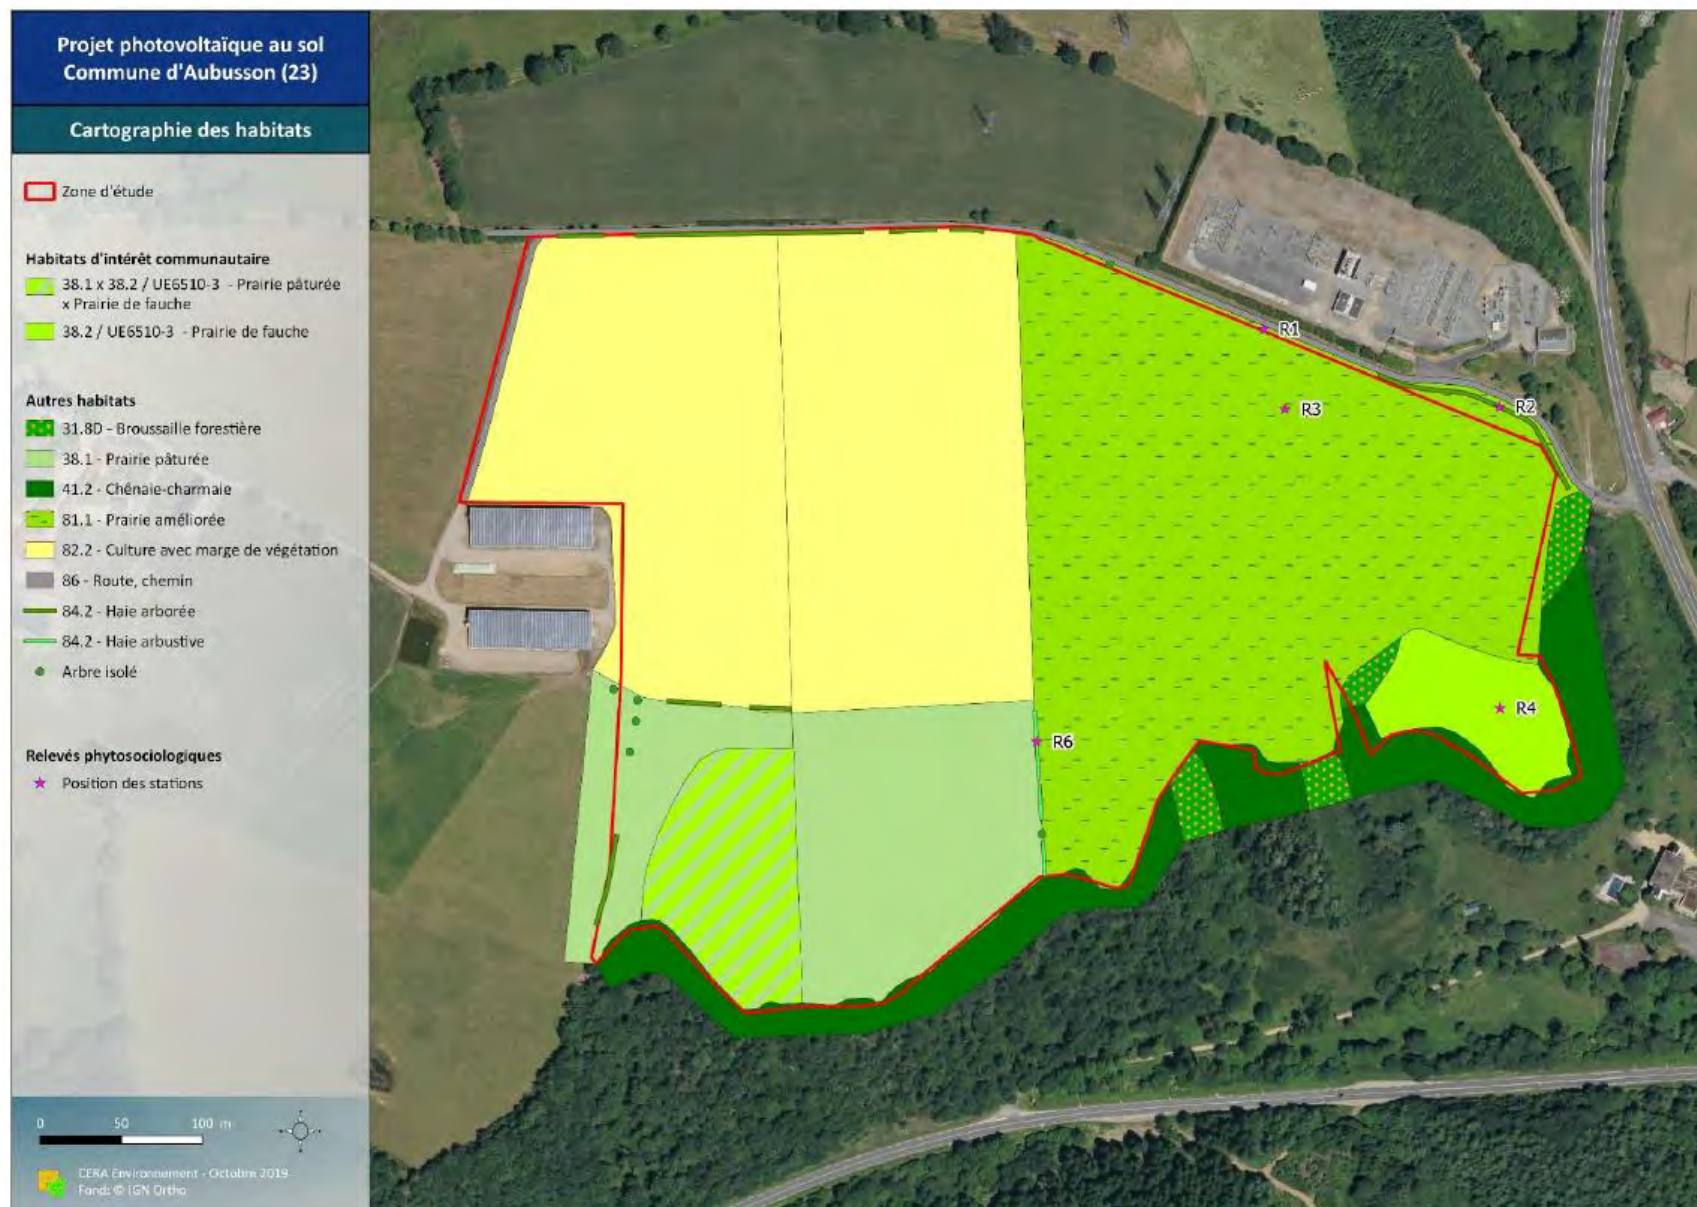 Projet photovoltaïque au sol
Commune d'Aubusson (23)
Cartographie des habitats
Zone d'étude
Habitats d'intérêt communautaire
38.1 x 38.2 / UE6510-3 - Prairie pâturée
x Prairie de fauche
38.2 / UE6510-3 - Prairie de fauche
Autres habitats
31.8D - Broussaille forestière
38.1 - Prairie pâturée
41.2 - Chênaie-charmaie
81.1 - Prairie améliorée
82.2 - Culture avec marge de végétation
86 - Route, chemin
84.2 - Haie arborée
84.2 - Haie arbustive
Arbre isolé
Relevés phytosociologiques
Position des stations
0 50 100 m
CERA Environnement - Octobre 2019
Fond: © IGN Ortho
R1
R3
R2
R4
R6